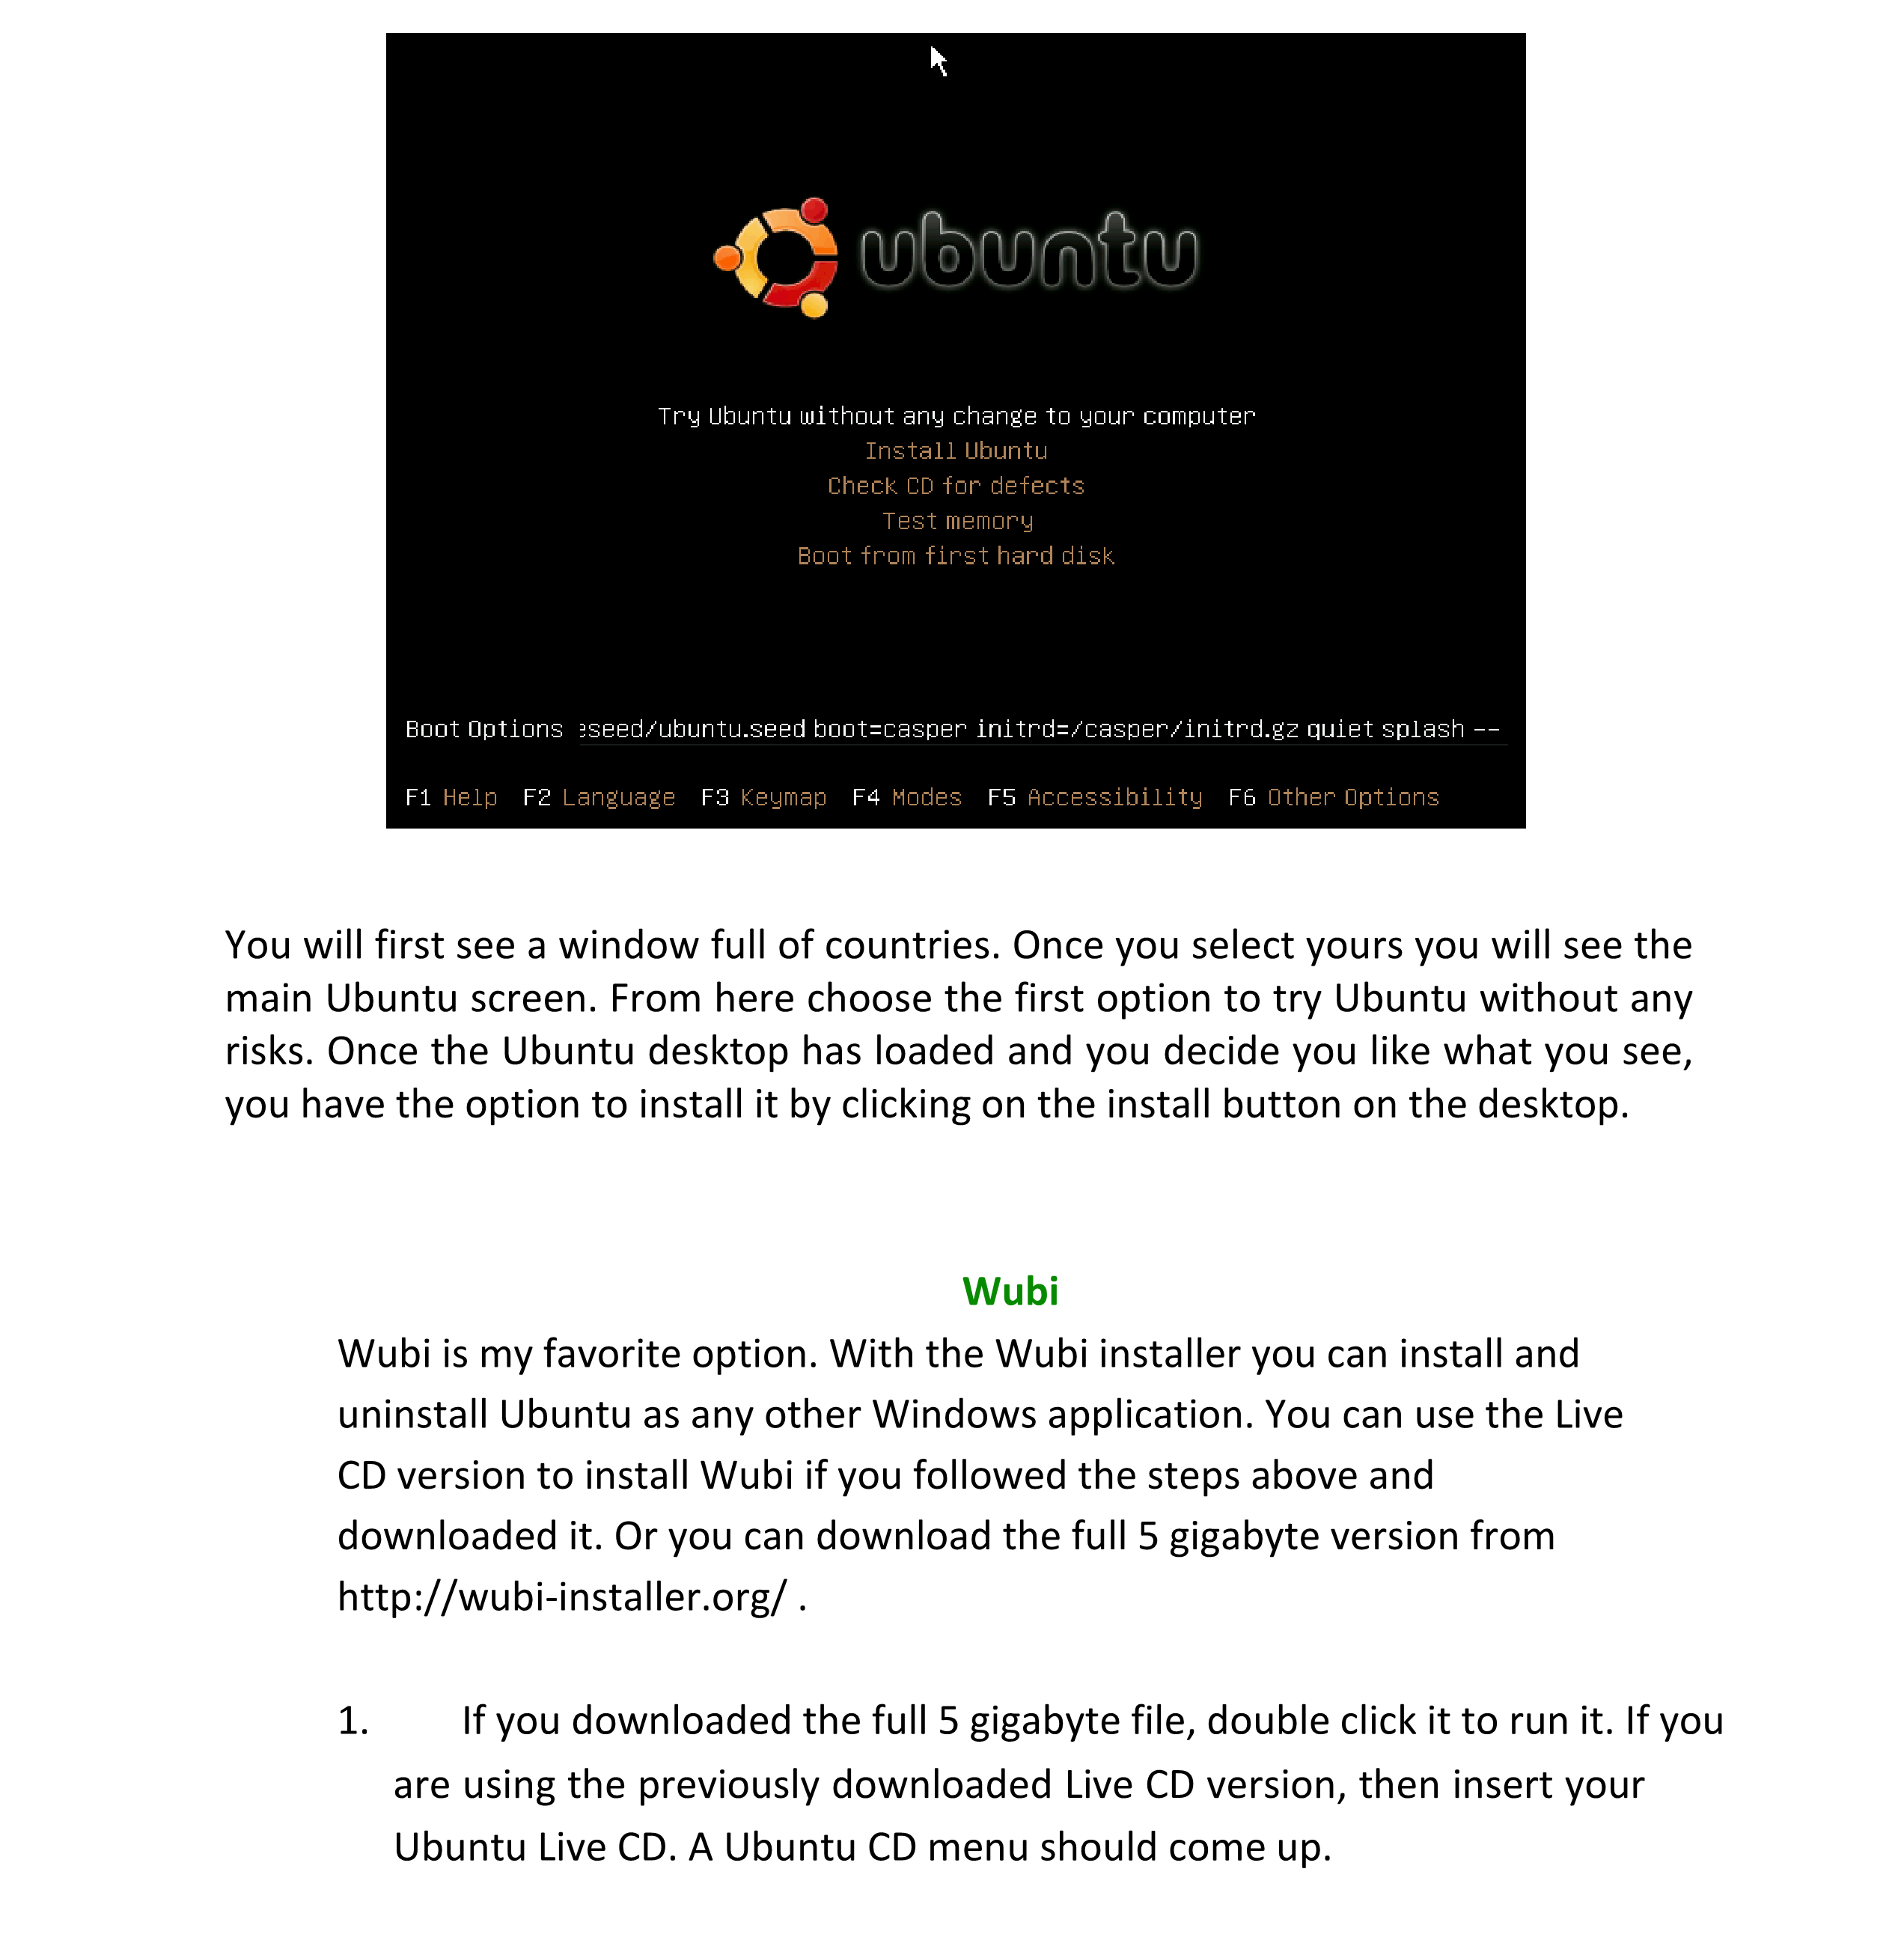 ubuntu
Try Ubuntu without any change to your computer
Install Ubuntu
Check CD for defects
Test memory
Boot from first hard disk
Boot Options eseed/ubuntu.seed boot=casper initrd=/casper/initrd.gz quiet splash --
F1 Help F2 Language F3 Keymap F4 Modes F5 Accessibility F6 Other Options
You will first see a window full of countries. Once you select yours you will see the
main Ubuntu screen. From here choose the first option to try Ubuntu without any
risks. Once the Ubuntu desktop has loaded and you decide you like what you see,
you have the option to install it by clicking on the install button on the desktop.
Wubi
Wubi is my favorite option. With the Wubi installer you can install and
uninstall Ubuntu as any other Windows application. You can use the Live
CD version to install Wubi if you followed the steps above and
downloaded it. Or you can download the full 5 gigabyte version from
http://wubi-installer.org/ .
1. If you downloaded the full 5 gigabyte file, double click it to run it. If you
are using the previously downloaded Live CD version, then insert your
Ubuntu Live CD. A Ubuntu CD menu should come up.